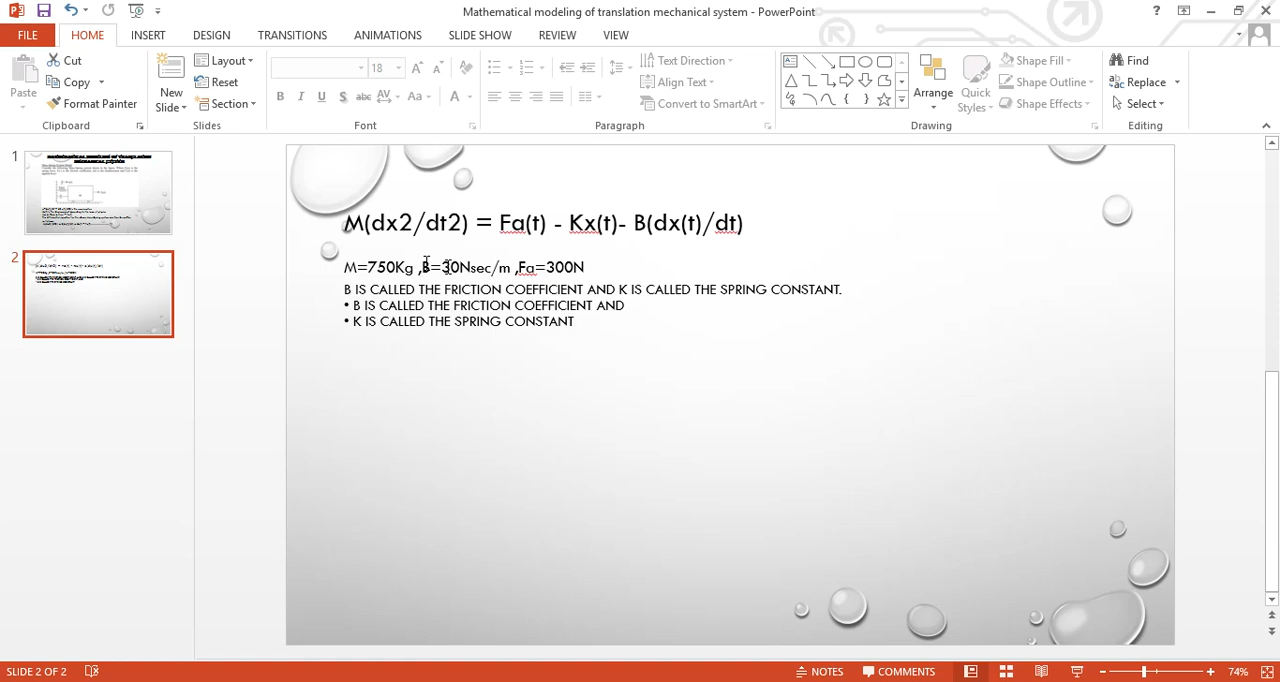 Mathematical modeling of translation mechanical system - PowerPoint
FILE HOME INSERT DESIGN TRANSITIONS ANIMATIONS SLIDE SHOW REVIEW VIEW
Cut
Copy
Format Painter
Paste
Clipboard
New Slide
Layout
Reset
Section
Slides
18
B I U S abc AV Aa A
Font
Text Direction
Align Text
Convert to SmartArt
Paragraph
Arrange
Quick Styles
Shape Fill
Shape Outline
Shape Effects
Drawing
Find
Replace
Select
Editing
1
2
M(dx2/dt2) = Fa(t) - Kx(t)- B(dx(t)/dt)
M=750Kg ,B=30Nsec/m ,Fa=300N
B IS CALLED THE FRICTION COEFFICIENT AND K IS CALLED THE SPRING CONSTANT.
• B IS CALLED THE FRICTION COEFFICIENT AND
• K IS CALLED THE SPRING CONSTANT
SLIDE 2 OF 2
NOTES
COMMENTS
74%